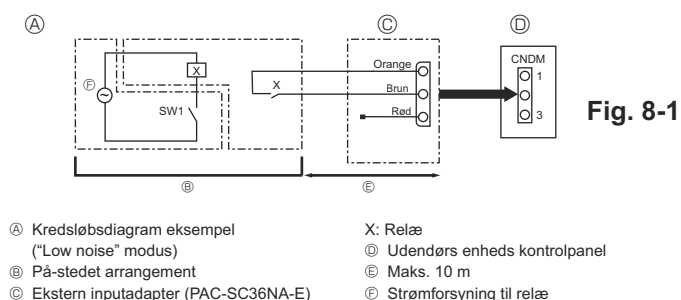 Ⓐ Ⓒ Ⓓ
CNDM
Orange 1
Ⓕ X X Brun
SW1 Rød 3
Fig. 8-1
Ⓑ Ⓔ
Ⓐ Kredsløbsdiagram eksempel
("Low noise" modus)
Ⓑ På-stedet arrangement
Ⓒ Ekstern inputadapter (PAC-SC36NA-E)
X: Relæ
Ⓓ Udendørs enheds kontrolpanel
Ⓔ Maks. 10 m
Ⓕ Strømforsyning til relæ